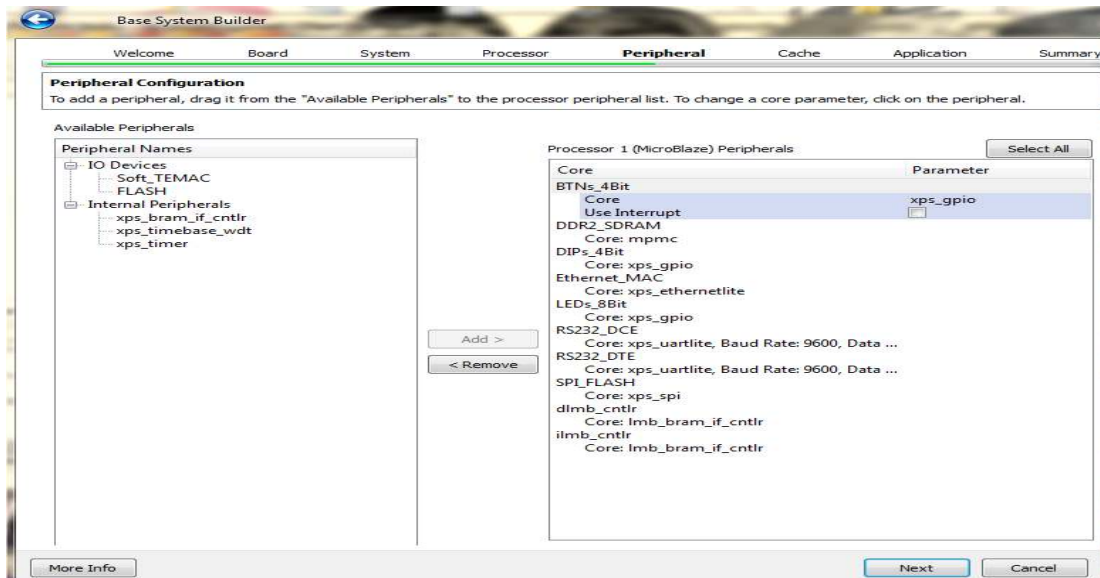 Base System Builder
Welcome Board System Processor Peripheral Cache Application Summary
Peripheral Configuration
To add a peripheral, drag it from the "Available Peripherals" to the processor peripheral list. To change a core parameter, click on the peripheral.
Available Peripherals
Peripheral Names
IO Devices
Soft_TEMAC
FLASH
Internal Peripherals
xps_bram_if_cntlr
xps_timebase_wdt
xps_timer
Add >
< Remove
Processor 1 (MicroBlaze) Peripherals Select All
Core Parameter
BTNs_4Bit
Core xps_gpio
Use Interrupt
DDR2_SDRAM
Core: mpmc
DIPs_4Bit
Core: xps_gpio
Ethernet_MAC
Core: xps_ethernetlite
LEDs_8Bit
Core: xps_gpio
RS232_DCE
Core: xps_uartlite, Baud Rate: 9600, Data ...
RS232_DTE
Core: xps_uartlite, Baud Rate: 9600, Data ...
SPI_FLASH
Core: xps_spi
dlmb_cntlr
Core: lmb_bram_if_cntlr
ilmb_cntlr
Core: lmb_bram_if_cntlr
More Info Next Cancel